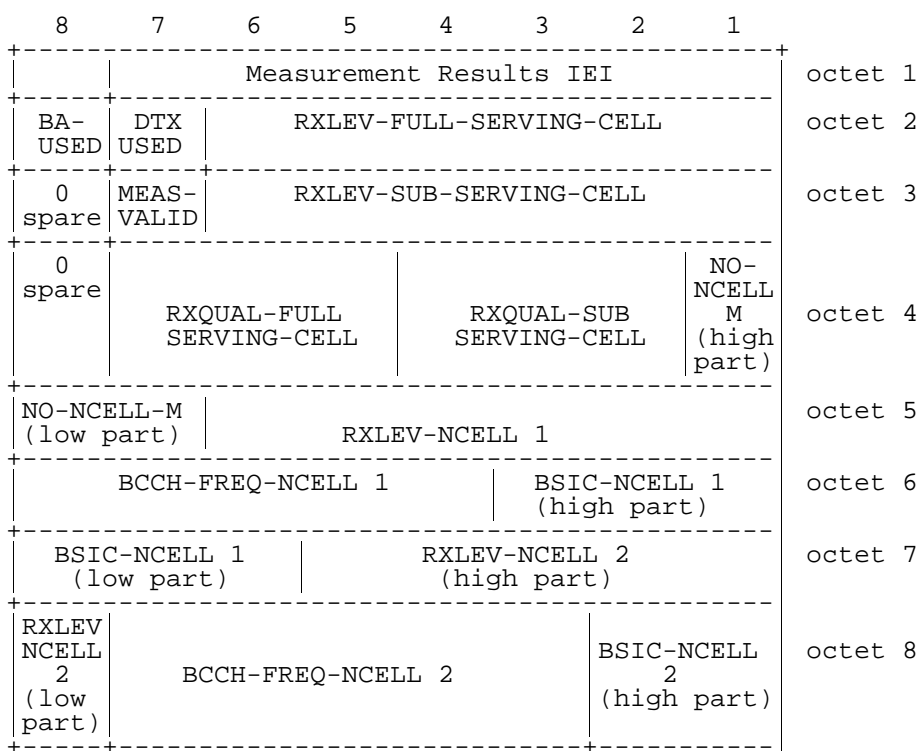 8 7 6 5 4 3 2 1
Measurement Results IEI octet 1
BA- DTX RXLEV-FULL-SERVING-CELL octet 2
USED USED
0 MEAS- RXLEV-SUB-SERVING-CELL octet 3
spare VALID
0 NO-
spare NCELL
RXQUAL-FULL RXQUAL-SUB M octet 4
SERVING-CELL SERVING-CELL (high
part)
NO-NCELL-M octet 5
(low part) RXLEV-NCELL 1
BCCH-FREQ-NCELL 1 BSIC-NCELL 1 octet 6
(high part)
BSIC-NCELL 1 RXLEV-NCELL 2 octet 7
(low part) (high part)
RXLEV
NCELL BSIC-NCELL octet 8
2 BCCH-FREQ-NCELL 2 2
(low (high part)
part)